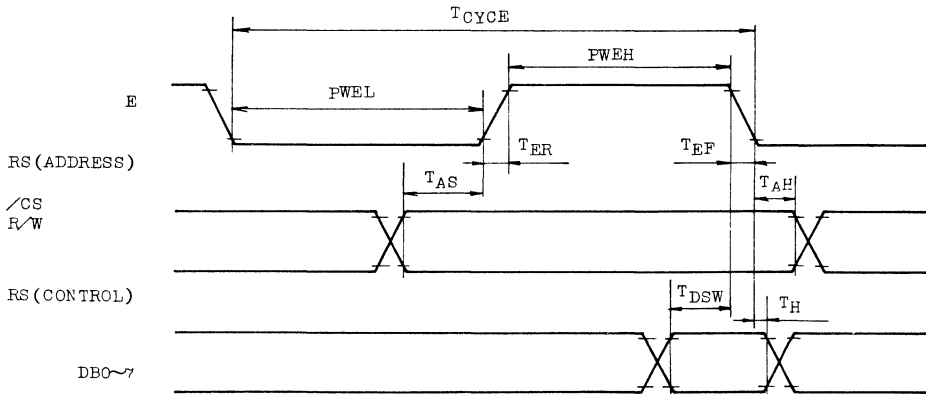 TCYCE
PWEH
E
PWEL
TER
TEF
RS(ADDRESS)
TAS
TAH
/CS
R/W
RS(CONTROL)
TDSW
TH
DB0~7